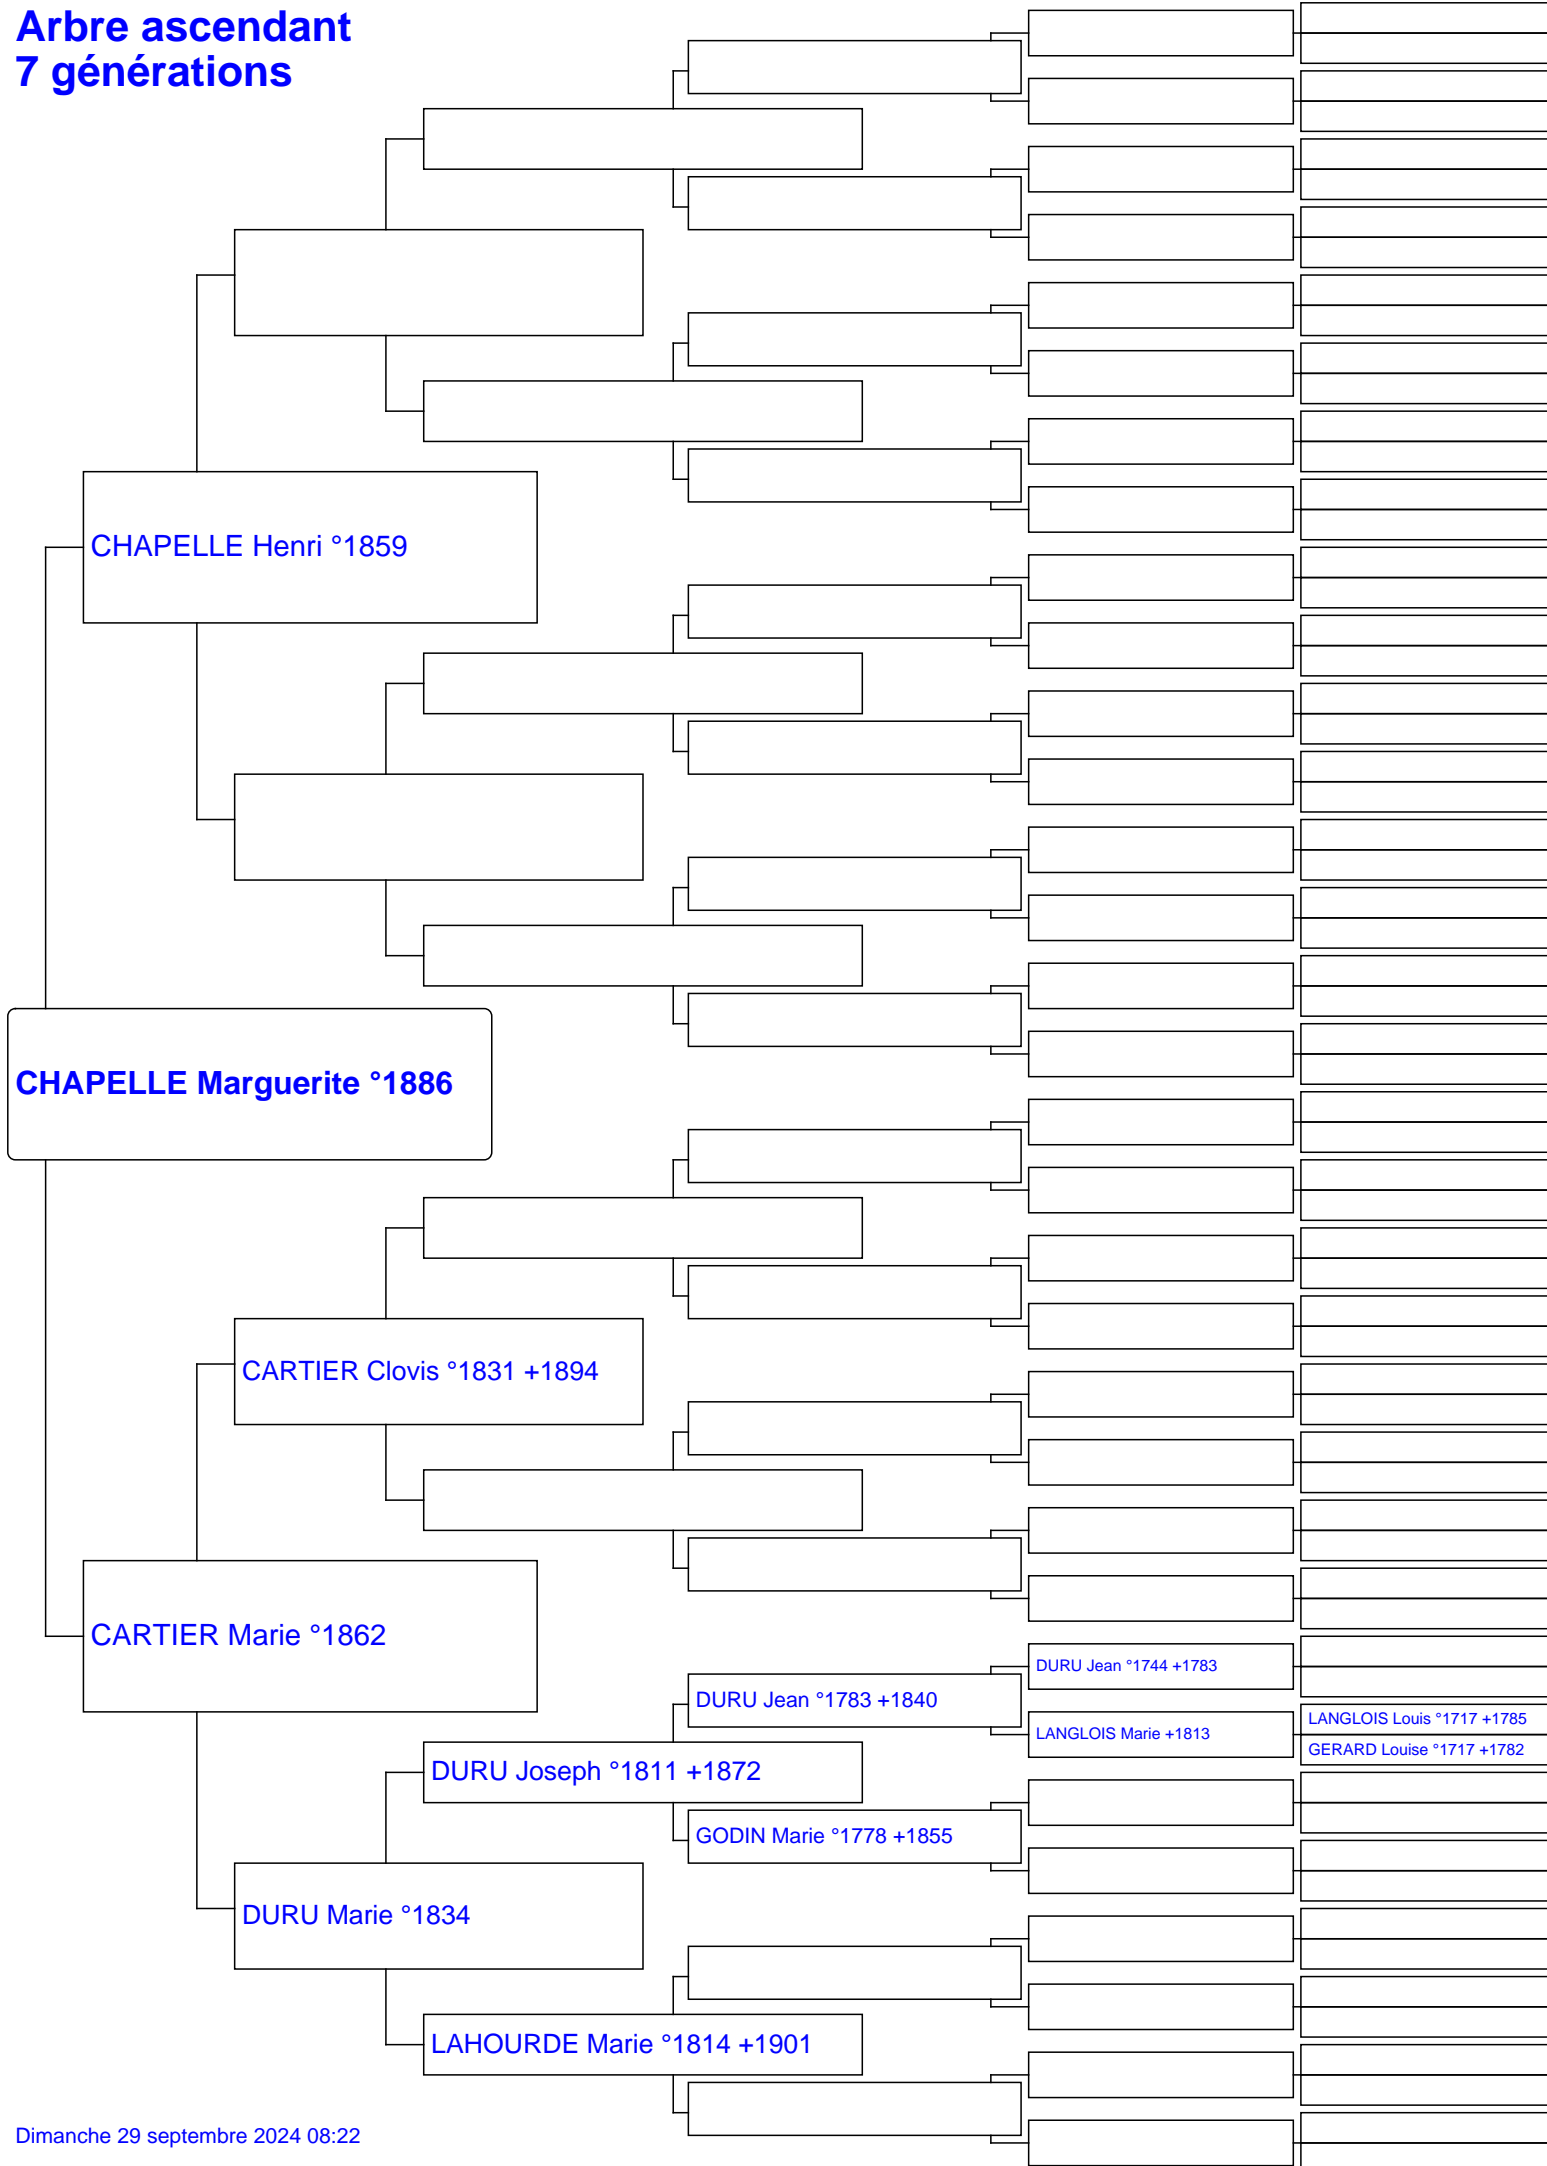 Arbre ascendant
7 générations
CHAPELLE Henri °1859
CHAPELLE Marguerite °1886
CARTIER Clovis °1831 +1894
CARTIER Marie °1862
DURU Jean °1744 +1783
DURU Jean °1783 +1840
LANGLOIS Louis °1717 +1785
LANGLOIS Marie +1813
GERARD Louise °1717 +1782
DURU Joseph °1811 +1872
GODIN Marie °1778 +1855
DURU Marie °1834
LAHOURDE Marie °1814 +1901
Dimanche 29 septembre 2024 08:22